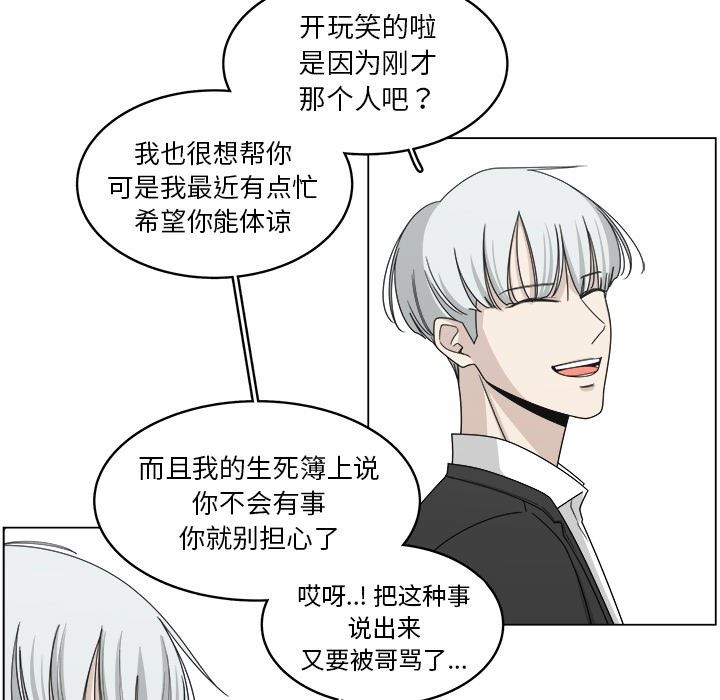 开玩笑的啦
是因为刚才
那个人吧？
我也很想帮你
可是我最近有点忙
希望你能体谅
而且我的生死簿上说
你不会有事
你就别担心了
哎呀..! 把这种事
说出来
又要被哥骂了...